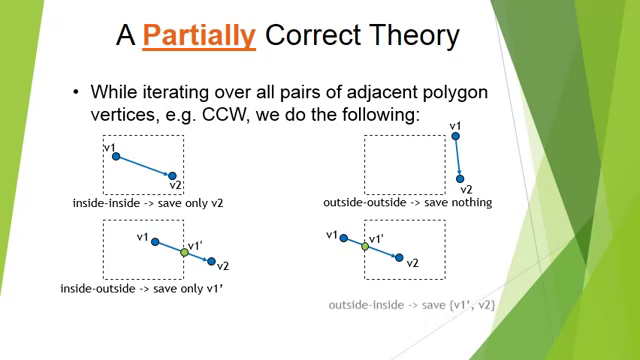 A Partially Correct Theory
• While iterating over all pairs of adjacent polygon
vertices, e.g. CCW, we do the following:
v1
v2
inside-inside -> save only v2
v1
v2
outside-outside -> save nothing
v1
v1'
v2
inside-outside -> save only v1’
v1
v1'
v2
outside-inside -> save {v1’, v2}